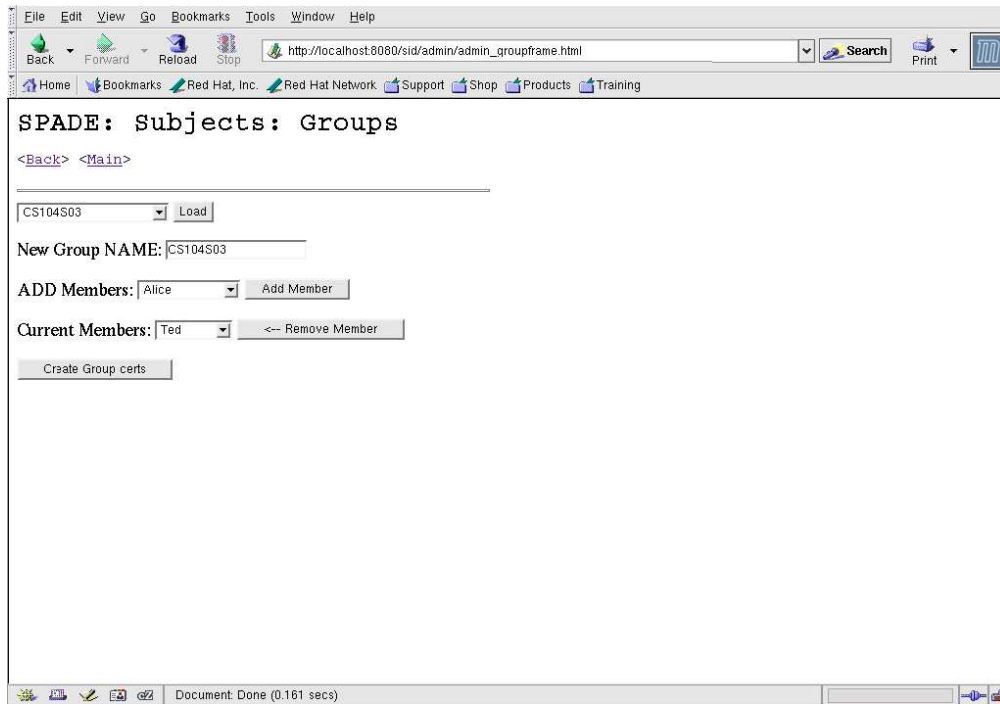 File Edit View Go Bookmarks Tools Window Help
Back Forward Reload Stop http://localhost:8080/sid/admin/admin_groupframe.html Search Print
Home Bookmarks Red Hat, Inc. Red Hat Network Support Shop Products Training
SPADE: Subjects: Groups
<Back> <Main>
CS104S03 Load
New Group NAME: CS104S03
ADD Members: Alice Add Member
Current Members: Ted <-- Remove Member
Create Group certs
Document: Done (0.161 secs)